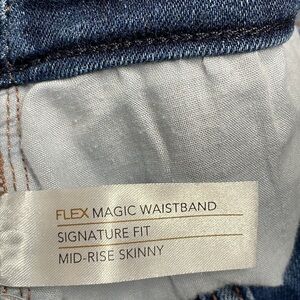 FLEX MAGIC WAISTBAND
SIGNATURE FIT
MID-RISE SKINNY